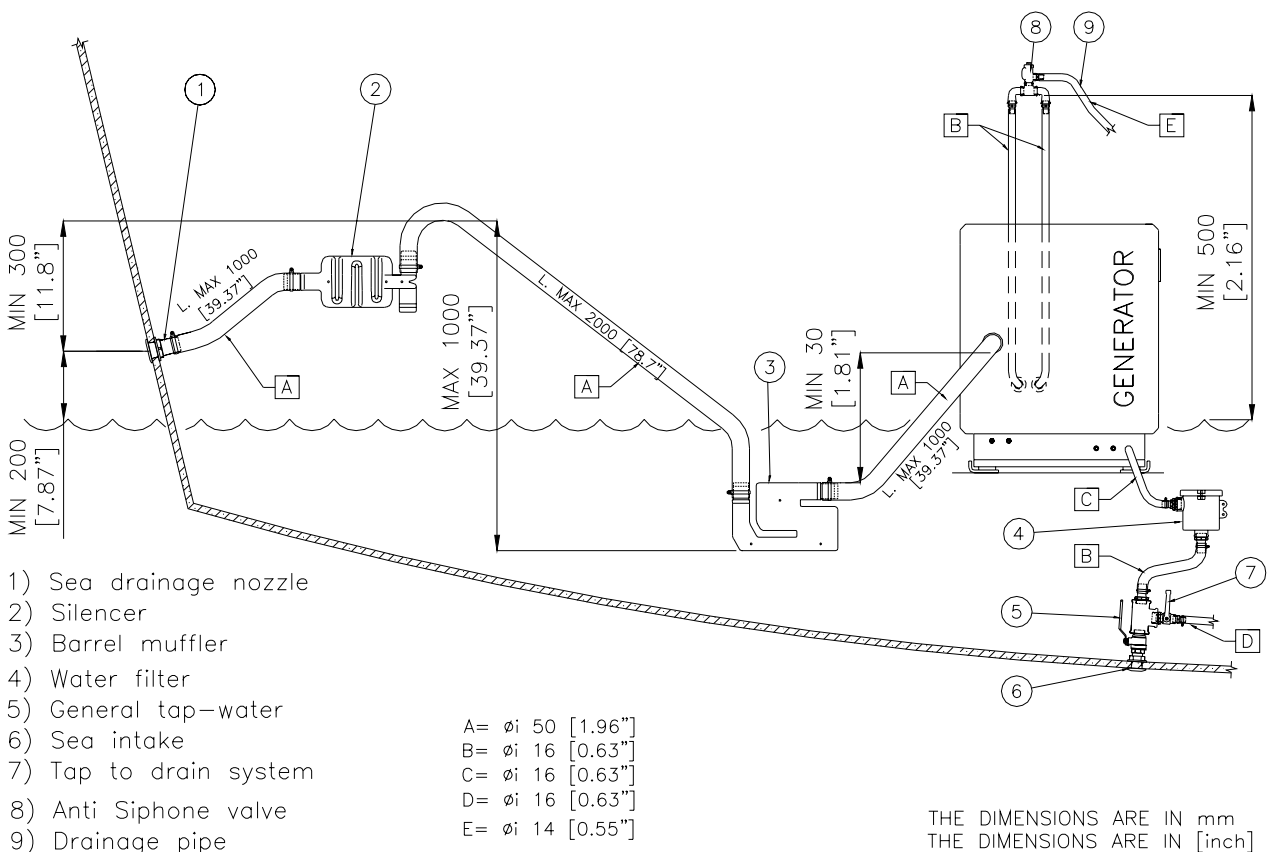 8
9
1
2
B
E
MIN 300
[11.8"]
L. MAX 1000
[39.37"]
MIN 500
[2.16"]
GENERATOR
L. MAX 2000 [78.7"]
MAX 1000
[39.37"]
3
MIN 30
[1.81"]
A
A
A
L. MAX 1000
[39.37"]
MIN 200
[7.87"]
C
4
B
7
5
D
6
1) Sea drainage nozzle
2) Silencer
3) Barrel muffler
4) Water filter
5) General tap-water
6) Sea intake
7) Tap to drain system
8) Anti Siphone valve
9) Drainage pipe
A= øi 50 [1.96"]
B= øi 16 [0.63"]
C= øi 16 [0.63"]
D= øi 16 [0.63"]
E= øi 14 [0.55"]
THE DIMENSIONS ARE IN mm
THE DIMENSIONS ARE IN [inch]